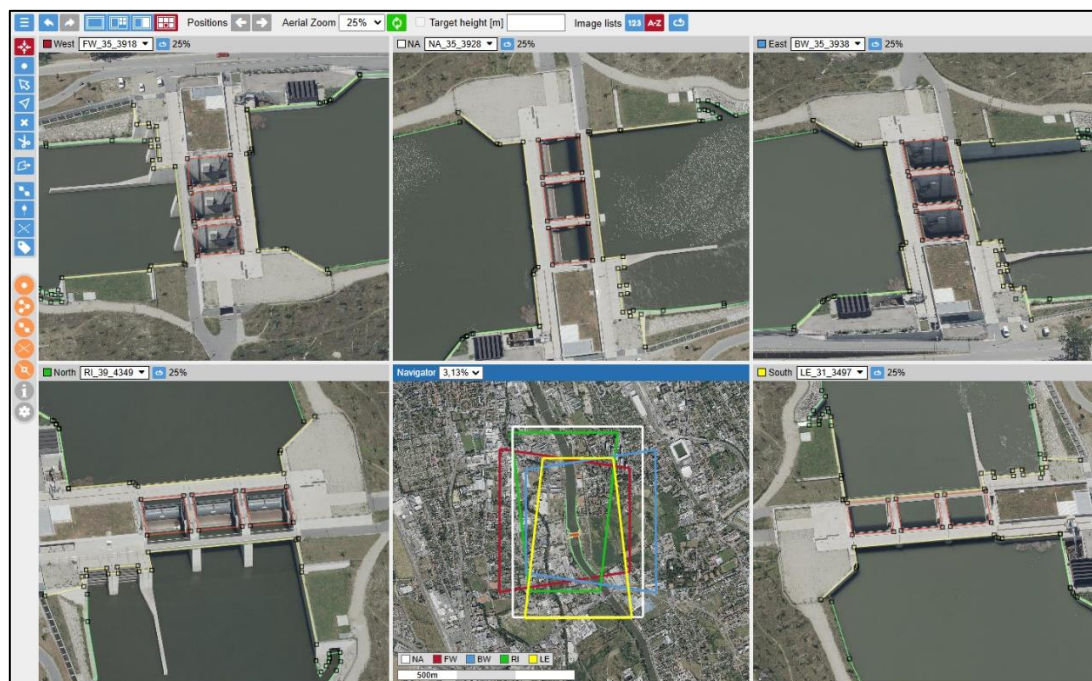 Positions Aerial Zoom 25% Target height [m] Image lists 123 A-Z
West FW_35_3918 25%
NA NA_35_3928 25%
East BW_35_3938 25%
North RI_39_4349 25%
Navigator 3,13%
South LE_31_3497 25%
NA FW BW RI LE
500m